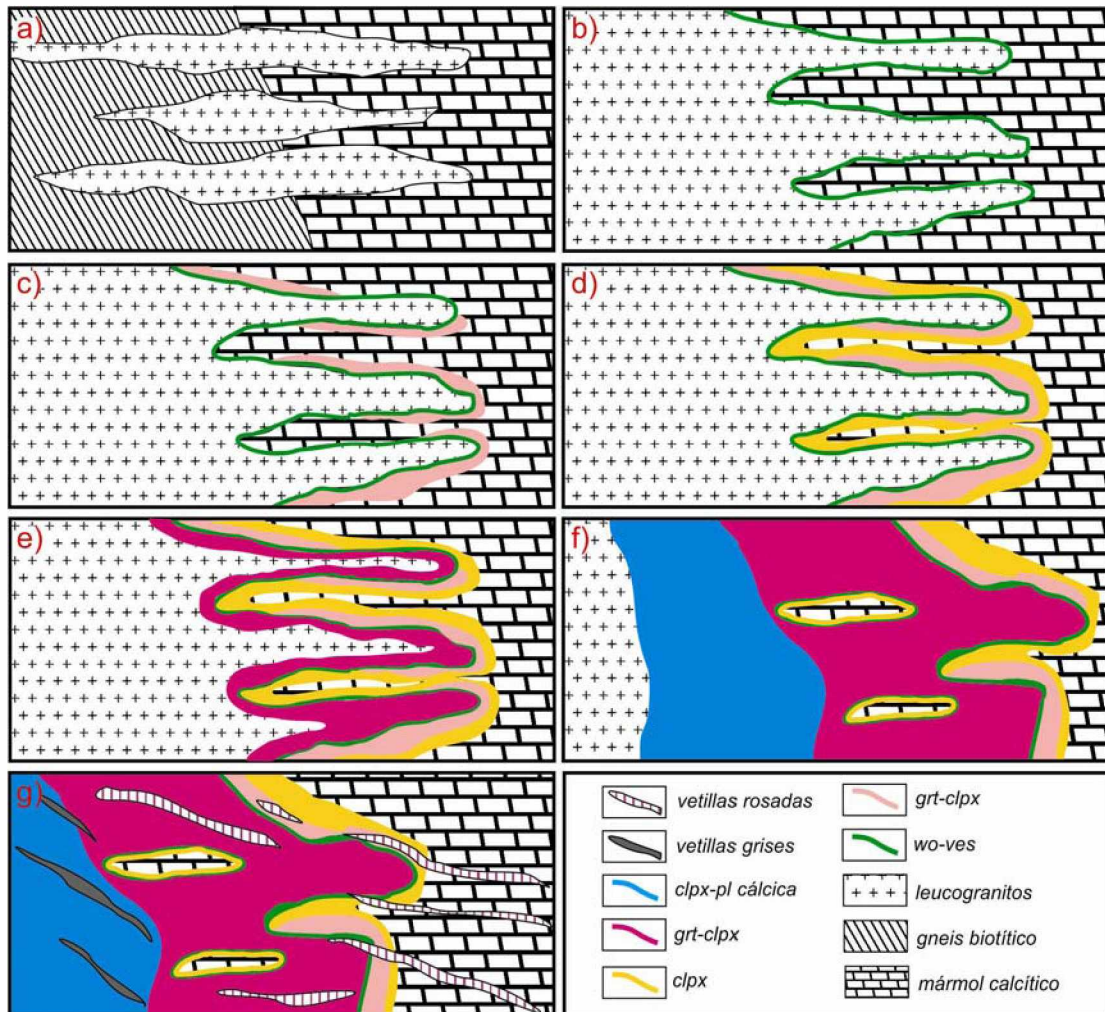 a)
b)
c)
d)
e)
f)
g)
vetillas rosadas
vetillas grises
clpx-pl cálcica
grt-clpx
clpx
grt-clpx
wo-ves
leucogranitos
gneis biotítico
mármol calcítico